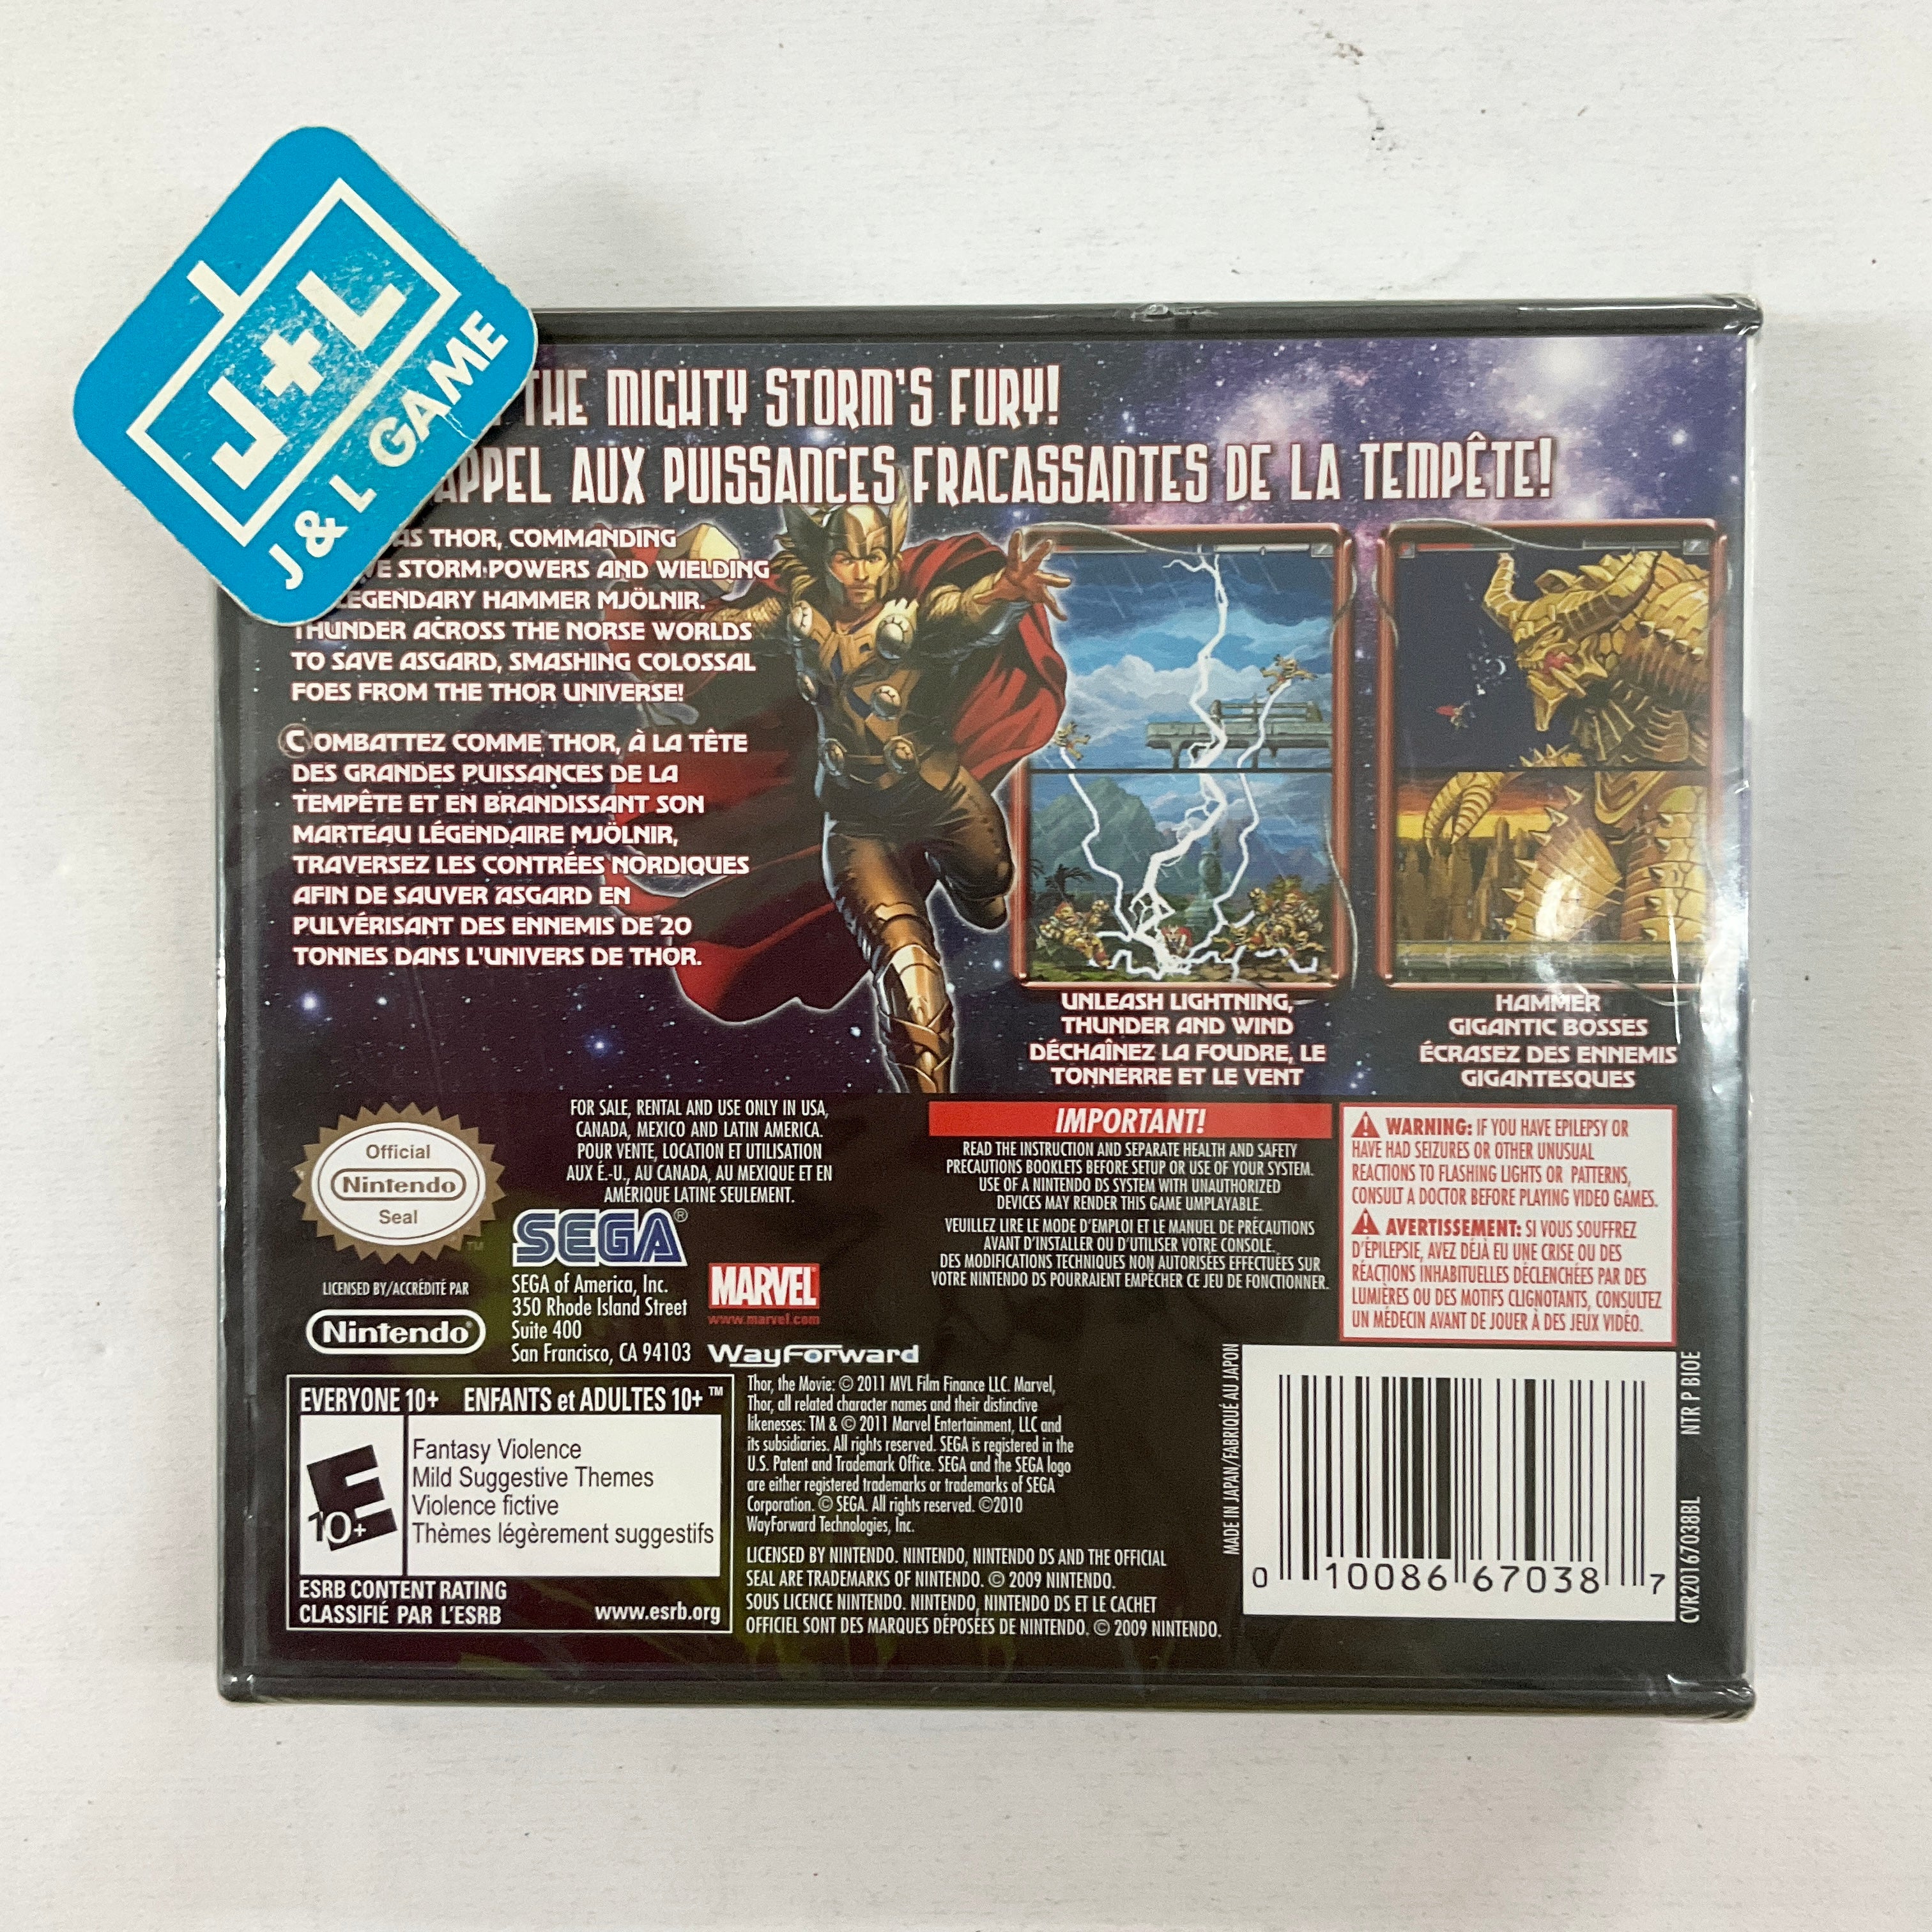 J+L
J & L GAME
THE MIGHTY STORM'S FURY!
APPEL AUX PUISSANCES FRACASSANTES DE LA TEMPÊTE!
AS THOR, COMMANDING
STORM POWERS AND WIELDING
LEGENDARY HAMMER MJÖLNIR.
THUNDER ACROSS THE NORSE WORLDS
TO SAVE ASGARD, SMASHING COLOSSAL
FOES FROM THE THOR UNIVERSE!
COMBATTEZ COMME THOR, À LA TÊTE
DES GRANDES PUISSANCES DE LA
TEMPÊTE ET EN BRANDISSANT SON
MARTEAU LÉGENDAIRE MJÖLNIR,
TRAVERSEZ LES CONTRÉES NORDIQUES
AFIN DE SAUVER ASGARD EN
PULVÉRISANT DES ENNEMIS DE 20
TONNES DANS L'UNIVERS DE THOR.
UNLEASH LIGHTNING,
THUNDER AND WIND
DÉCHAÎNEZ LA FOUDRE, LE
TONNERRE ET LE VENT
HAMMER
GIGANTIC BOSSES
ÉCRASEZ DES ENNEMIS
GIGANTESQUES
Official
Nintendo
Seal
TM
LICENSED BY/ACCRÉDITÉ PAR
Nintendo®
FOR SALE, RENTAL AND USE ONLY IN USA,
CANADA, MEXICO AND LATIN AMERICA.
POUR VENTE, LOCATION ET UTILISATION
AUX É.-U., AU CANADA, AU MEXIQUE ET EN
AMÉRIQUE LATINE SEULEMENT.
SEGA®
SEGA of America, Inc.
350 Rhode Island Street
Suite 400
San Francisco, CA 94103
MARVEL
www.marvel.com
WayForward
IMPORTANT!
READ THE INSTRUCTION AND SEPARATE HEALTH AND SAFETY
PRECAUTIONS BOOKLETS BEFORE SETUP OR USE OF YOUR SYSTEM.
USE OF A NINTENDO DS SYSTEM WITH UNAUTHORIZED
DEVICES MAY RENDER THIS GAME UMPLAYABLE.
VEUILLEZ LIRE LE MODE D'EMPLOI ET LE MANUEL DE PRÉCAUTIONS
AVANT D'INSTALLER OU D'UTILISER VOTRE CONSOLE.
DES MODIFICATIONS TECHNIQUES NON AUTORISÉES EFFECTUÉES SUR
VOTRE NINTENDO DS POURRAIENT EMPÊCHER CE JEU DE FONCTIONNER.
WARNING: IF YOU HAVE EPILEPSY OR
HAVE HAD SEIZURES OR OTHER UNUSUAL
REACTIONS TO FLASHING LIGHTS OR PATTERNS,
CONSULT A DOCTOR BEFORE PLAYING VIDEO GAMES.
AVERTISSEMENT: SI VOUS SOUFFREZ
D'ÉPILEPSIE, AVEZ DÉJÀ EU UNE CRISE OU DES
RÉACTIONS INHABITUELLES DÉCLENCHÉES PAR DES
LUMIÈRES OU DES MOTIFS CLIGNOTANTS, CONSULTEZ
UN MÉDECIN AVANT DE JOUER À DES JEUX VIDÉO.
EVERYONE 10+ ENFANTS et ADULTES 10+ ™
E
10+
Fantasy Violence
Mild Suggestive Themes
Violence fictive
Thèmes légèrement suggestifs
ESRB CONTENT RATING
CLASSIFIÉ PAR L'ESRB www.esrb.org
Thor, the Movie: © 2011 MVL Film Finance LLC. Marvel,
Thor, all related character names and their distinctive
likenesses: TM & © 2011 Marvel Entertainment, LLC and
its subsidiaries. All rights reserved. SEGA is registered in the
U.S. Patent and Trademark Office. SEGA and the SEGA logo
are either registered trademarks or trademarks of SEGA
Corporation. © SEGA. All rights reserved. ©2010
WayForward Technologies, Inc.
LICENSED BY NINTENDO. NINTENDO, NINTENDO DS AND THE OFFICIAL
SEAL ARE TRADEMARKS OF NINTENDO. © 2009 NINTENDO.
SOUS LICENCE NINTENDO. NINTENDO, NINTENDO DS ET LE CACHET
OFFICIEL SONT DES MARQUES DÉPOSÉES DE NINTENDO. © 2009 NINTENDO.
MADE IN JAPAN/FABRIQUÉ AU JAPON
0 10086 67038 7
CVR2016703BBL NTR P BIOE